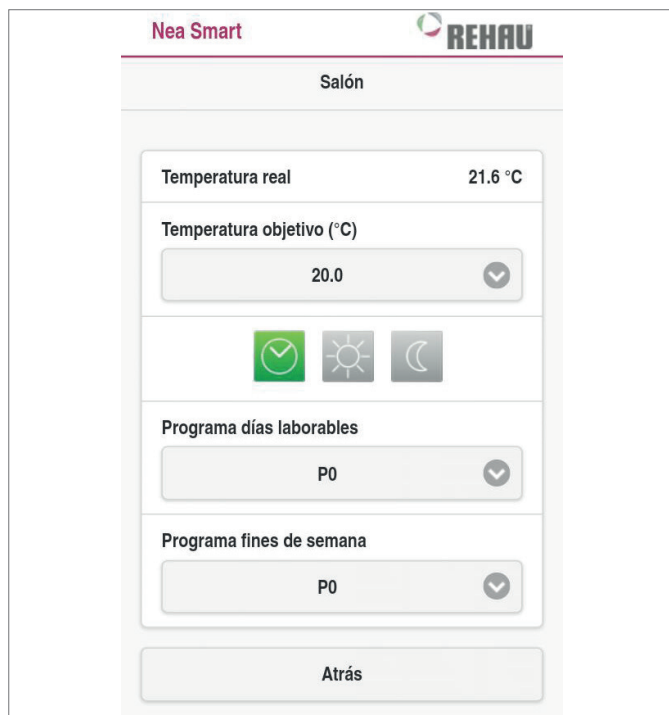 Nea Smart
REHAU
Salón
Temperatura real 21.6 °C
Temperatura objetivo (°C)
20.0
Programa días laborables
P0
Programa fines de semana
P0
Atrás